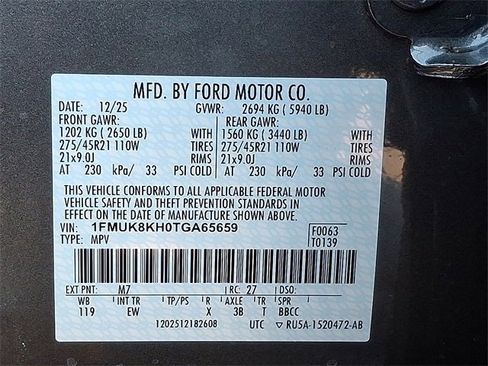 MFD. BY FORD MOTOR CO.
DATE: 12/25 GVWR: 2694 KG ( 5940 LB)
FRONT GAWR: REAR GAWR:
1202 KG ( 2650 LB) WITH 1560 KG ( 3440 LB) WITH
275/45R21 110W TIRES 275/45R21 110W TIRES
21x9.0J RIMS 21x9.0J RIMS
AT 230 kPa/ 33 PSI COLD AT 230 kPa/ 33 PSI COLD
THIS VEHICLE CONFORMS TO ALL APPLICABLE FEDERAL MOTOR
VEHICLE SAFETY AND THEFT PREVENTION STANDARDS IN
EFFECT ON THE DATE OF MANUFACTURE SHOWN ABOVE.
VIN: 1FMUK8KH0TGA65659 F0063
TYPE: MPV T0139
EXT PNT: M7 RC: 27 DSO:
WB INT TR TP/PS R AXLE TR SPR
119 EW X 3B T BBCC
1202512182608 UTC ▽ RU5A-1520472-AB